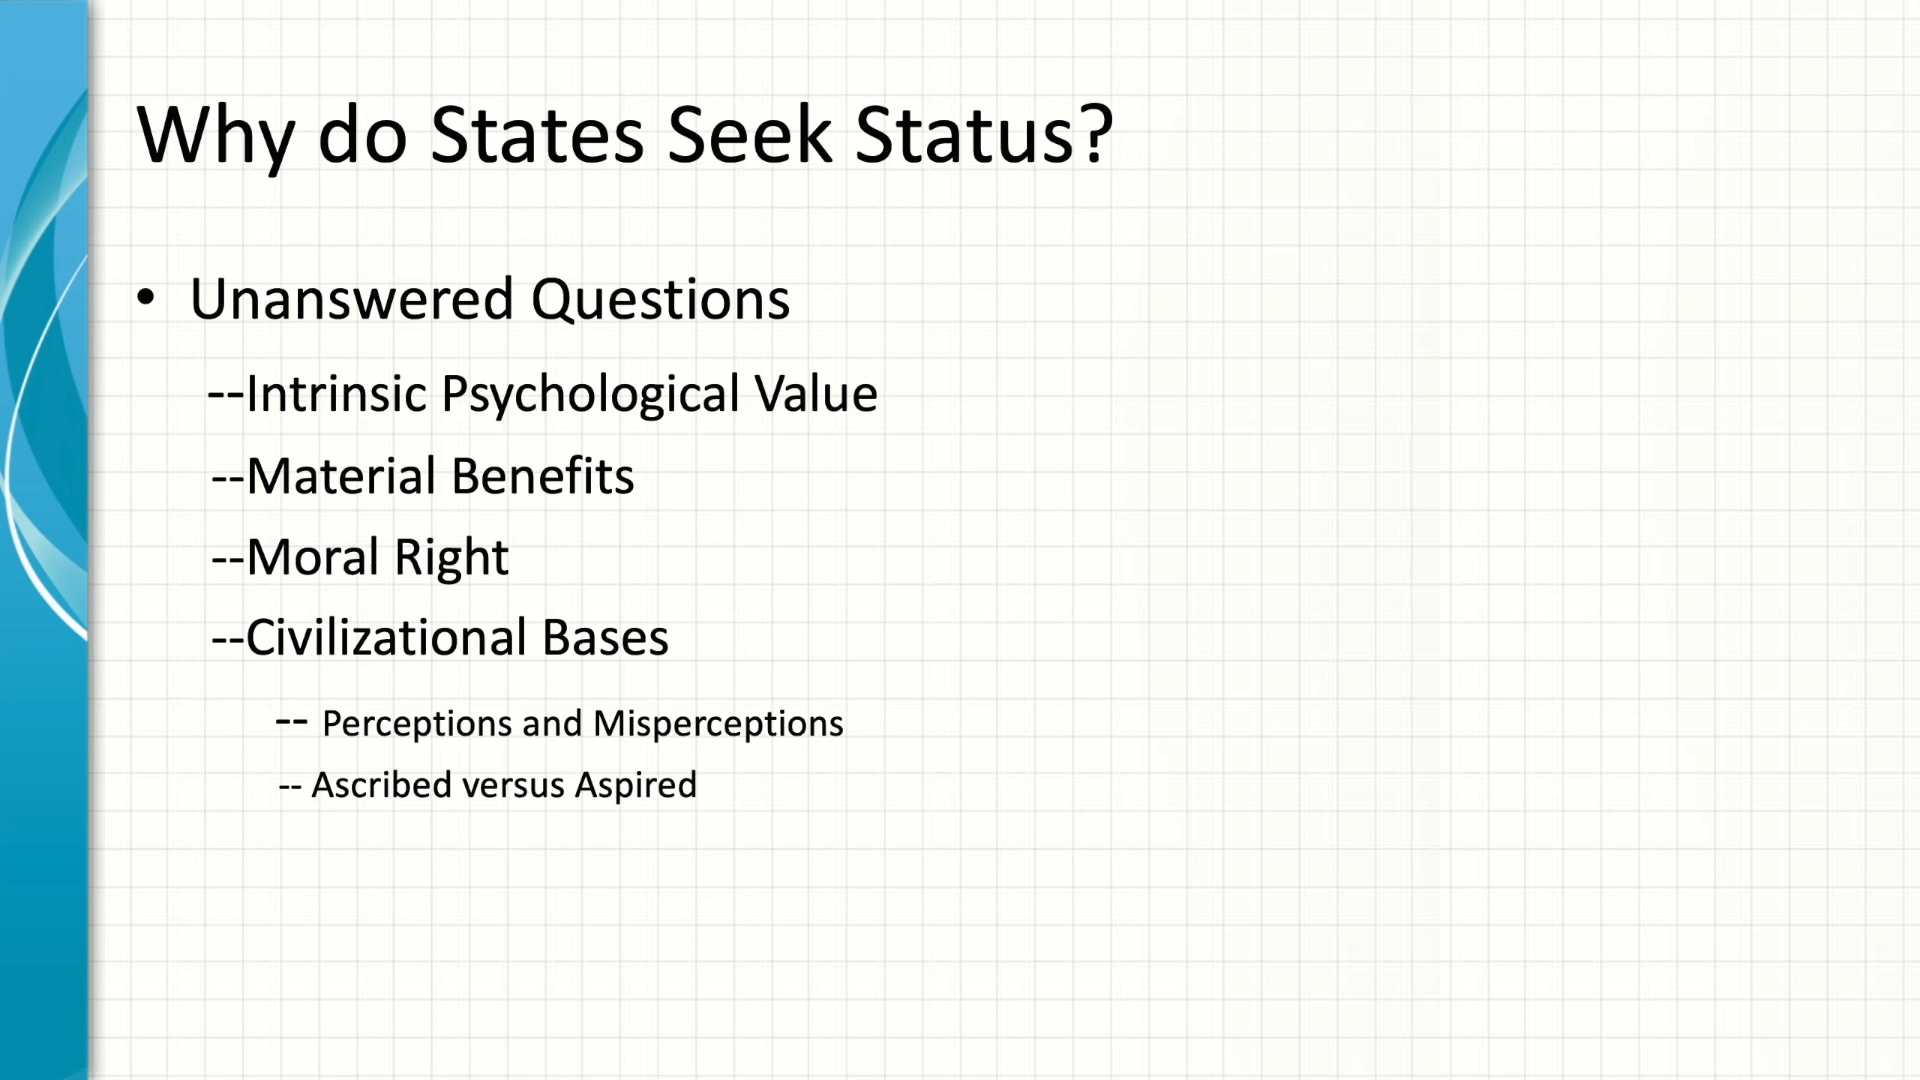 Why do States Seek Status?
• Unanswered Questions
--Intrinsic Psychological Value
--Material Benefits
--Moral Right
--Civilizational Bases
-- Perceptions and Misperceptions
-- Ascribed versus Aspired